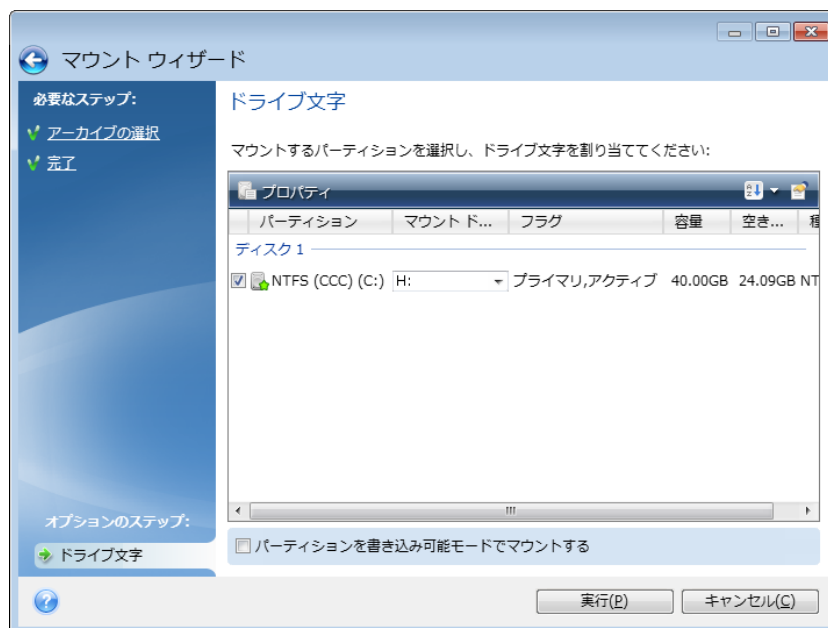 マウント ウィザード
必要なステップ:
アーカイブの選択
完了
ドライブ文字
マウントするパーティションを選択し、ドライブ文字を割り当ててください:
プロパティ
パーティション マウント ド... フラグ 容量 空き... 種
ディスク 1
NTFS (CCC) (C:) H: プライマリ,アクティブ 40.00GB 24.09GB NT
パーティションを書き込み可能モードでマウントする
オプションのステップ:
ドライブ文字
実行(P) キャンセル(C)